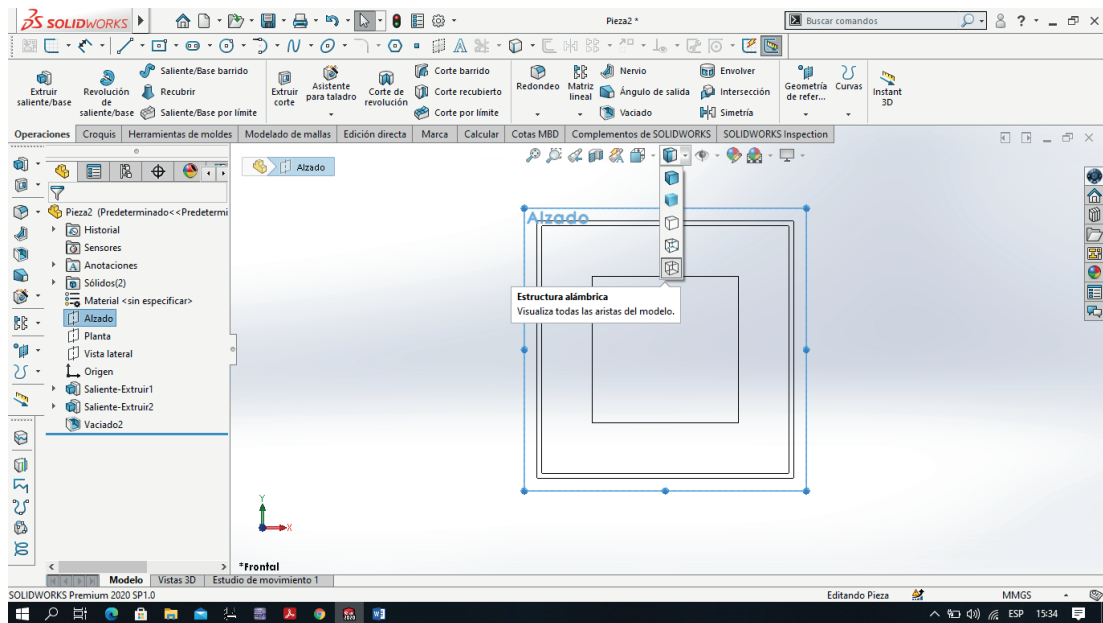 SOLIDWORKS
Pieza2 *
Buscar comandos
Extruir saliente/base
Revolución de saliente/base
Saliente/Base barrido
Recubrir
Saliente/Base por límite
Extruir corte
Asistente para taladro
Corte de revolución
Corte barrido
Corte recubierto
Corte por límite
Redondeo
Matriz lineal
Nervio
Ángulo de salida
Vaciado
Envolver
Intersección
Simetría
Geometría de refer...
Curvas
Instant 3D
Operaciones Croquis Herramientas de moldes Modelado de mallas Edición directa Marca Calcular Cotas MBD Complementos de SOLIDWORKS SOLIDWORKS Inspection
Alzado
Pieza2 (Predeterminado<<Predetermi
Historial
Sensores
Anotaciones
Sólidos(2)
Material <sin especificar>
Alzado
Planta
Vista lateral
Origen
Saliente-Extruir1
Saliente-Extruir2
Vaciado2
Alzado
Estructura alámbrica
Visualiza todas las aristas del modelo.
Y
X
*Frontal
Modelo Vistas 3D Estudio de movimiento 1
SOLIDWORKS Premium 2020 SP1.0
Editando Pieza
MMGS
ESP 15:34